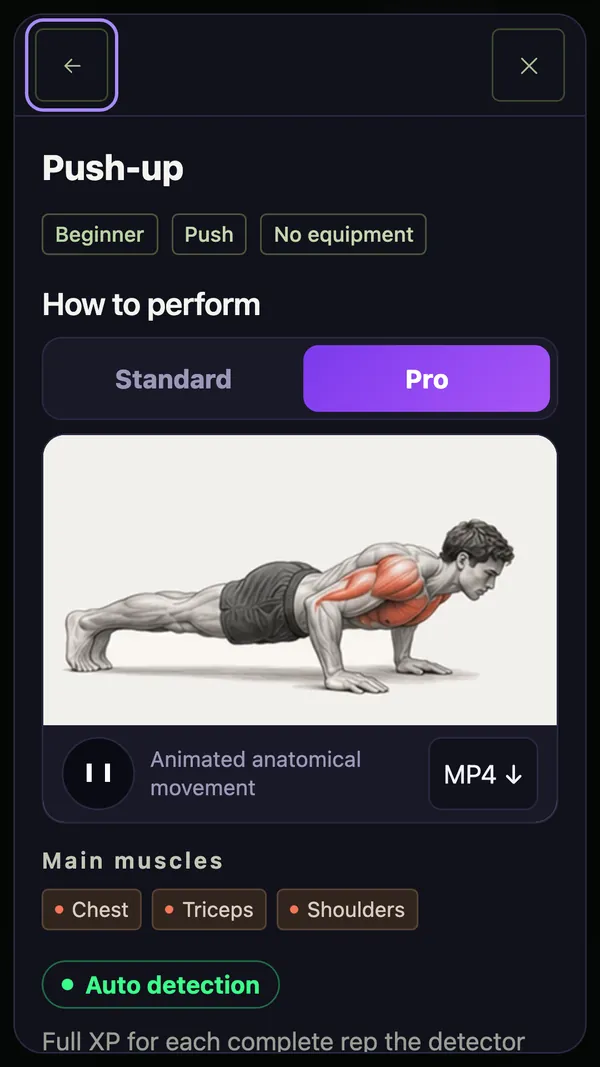 ←
×
Push-up
Beginner
Push
No equipment
How to perform
Standard
Pro
Animated anatomical
movement
MP4 ↓
Main muscles
Chest
Triceps
Shoulders
Auto detection
Full XP for each complete rep the detector